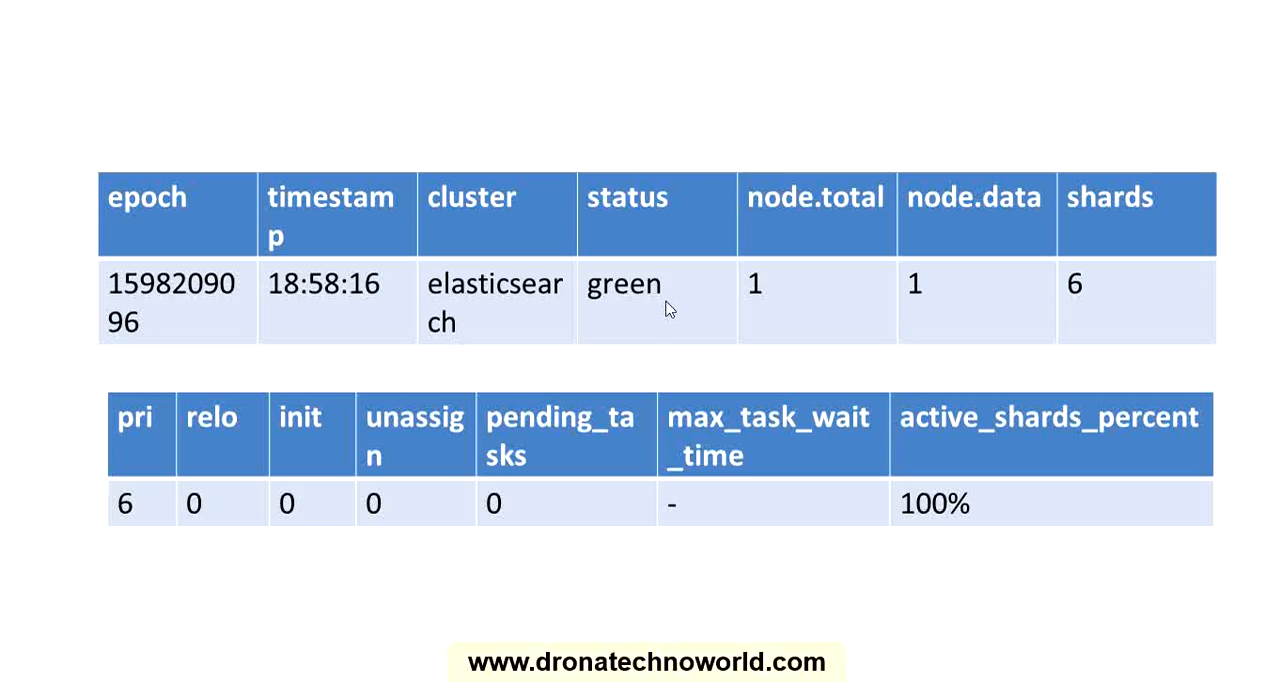 epoch timestam cluster status node.total node.data shards
p
15982090 18:58:16 elasticsear green 1 1 6
96 ch
pri relo init unassig pending_ta max_task_wait active_shards_percent
n sks _time
6 0 0 0 0 - 100%
www.dronatechnoworld.com